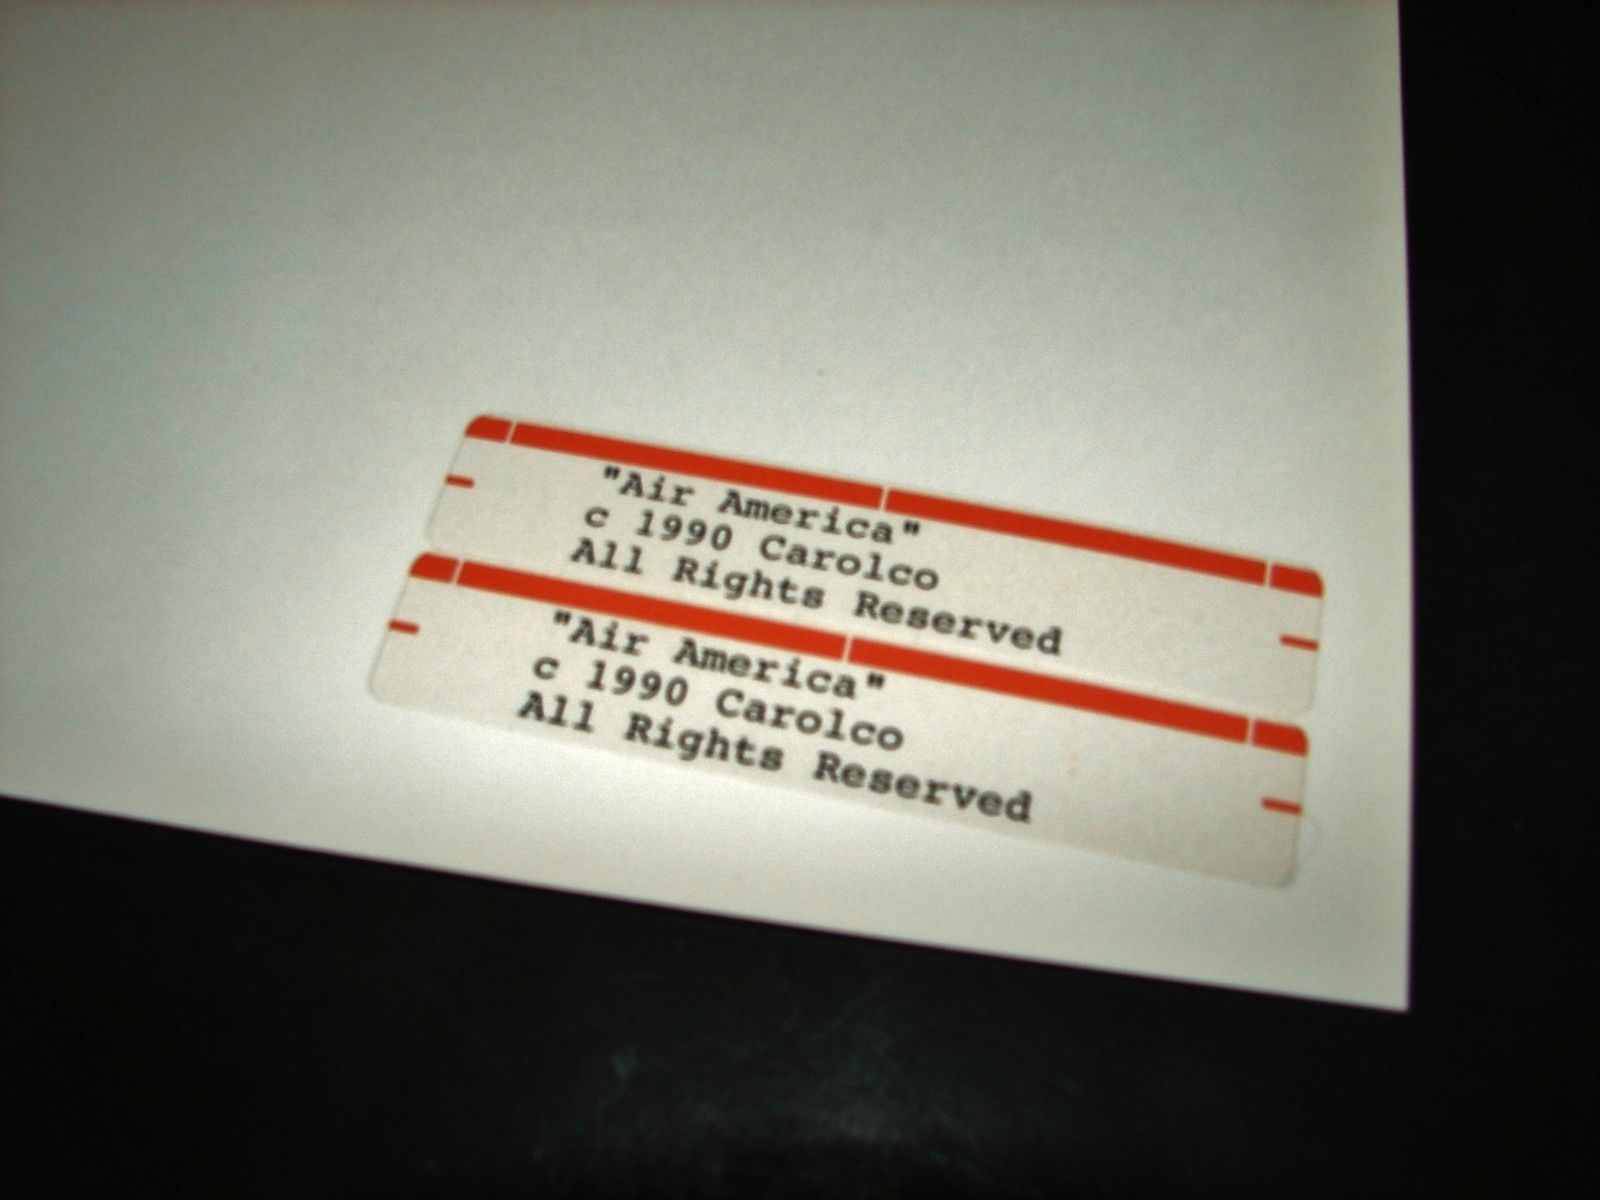 "Air America"
c 1990 Carolco
All Rights Reserved
"Air America"
c 1990 Carolco
All Rights Reserved